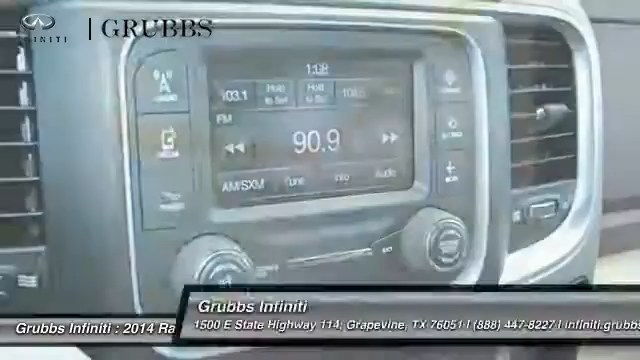 INFINITI | GRUBBS
1:08
103.1 Hold to Set Hold to Set
FM
90.9
AM/SXM Tune Info Audio
Grubbs Infiniti
1500 E State Highway 114, Grapevine, TX 76051 | (888) 447-8227 | infiniti.grubbs
Grubbs Infiniti : 2014 Ra